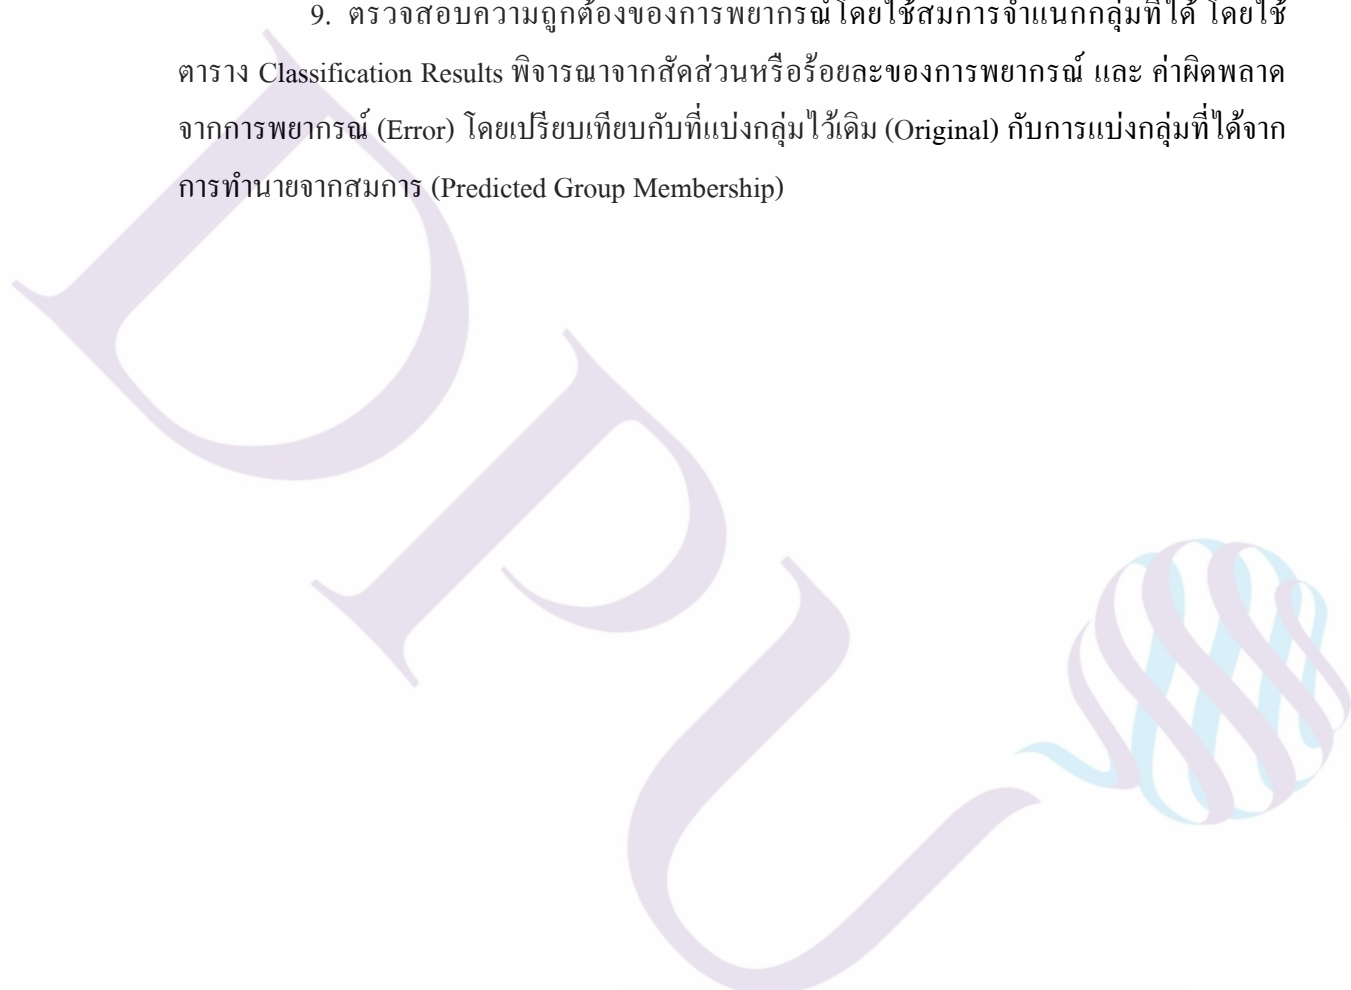 9. ตรวจสอบความถูกต้องของการพยากรณ์โดยใช้สมการจำแนกกลุ่มที่ได้ โดยใช้
ตาราง Classification Results พิจารณาจากสัดส่วนหรือร้อยละของการพยากรณ์ และ ค่าผิดพลาด
จากการพยากรณ์ (Error) โดยเปรียบเทียบกับที่แบ่งกลุ่มไว้เดิม (Original) กับการแบ่งกลุ่มที่ได้จาก
การทำนายจากสมการ (Predicted Group Membership)
DPU